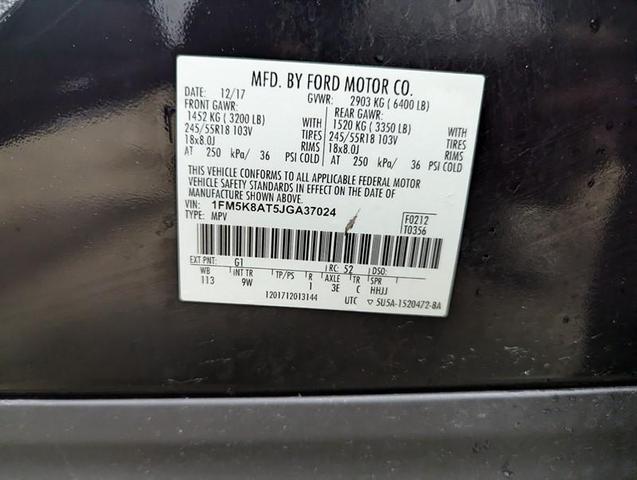 MFD. BY FORD MOTOR CO.
DATE: 12/17 GVWR: 2903 KG ( 6400 LB)
FRONT GAWR: REAR GAWR:
1452 KG ( 3200 LB) WITH 1520 KG ( 3350 LB) WITH
245/55R18 103V TIRES 245/55R18 103V TIRES
18x8.0J RIMS 18x8.0J RIMS
AT 250 kPa/ 36 PSI COLD AT 250 kPa/ 36 PSI COLD
THIS VEHICLE CONFORMS TO ALL APPLICABLE FEDERAL MOTOR
VEHICLE SAFETY STANDARDS IN EFFECT ON THE DATE OF
MANUFACTURE SHOWN ABOVE.
VIN: 1FM5K8AT5JGA37024
TYPE: MPV
F0212
T0356
EXT PNT: G1 RC: 52 DSO:
WB INT TR TP/PS R AXLE TR SPR
113 9W 1 3E C HHJJ
1201712013144 UTC ▽ 5U5A-1520472-BA